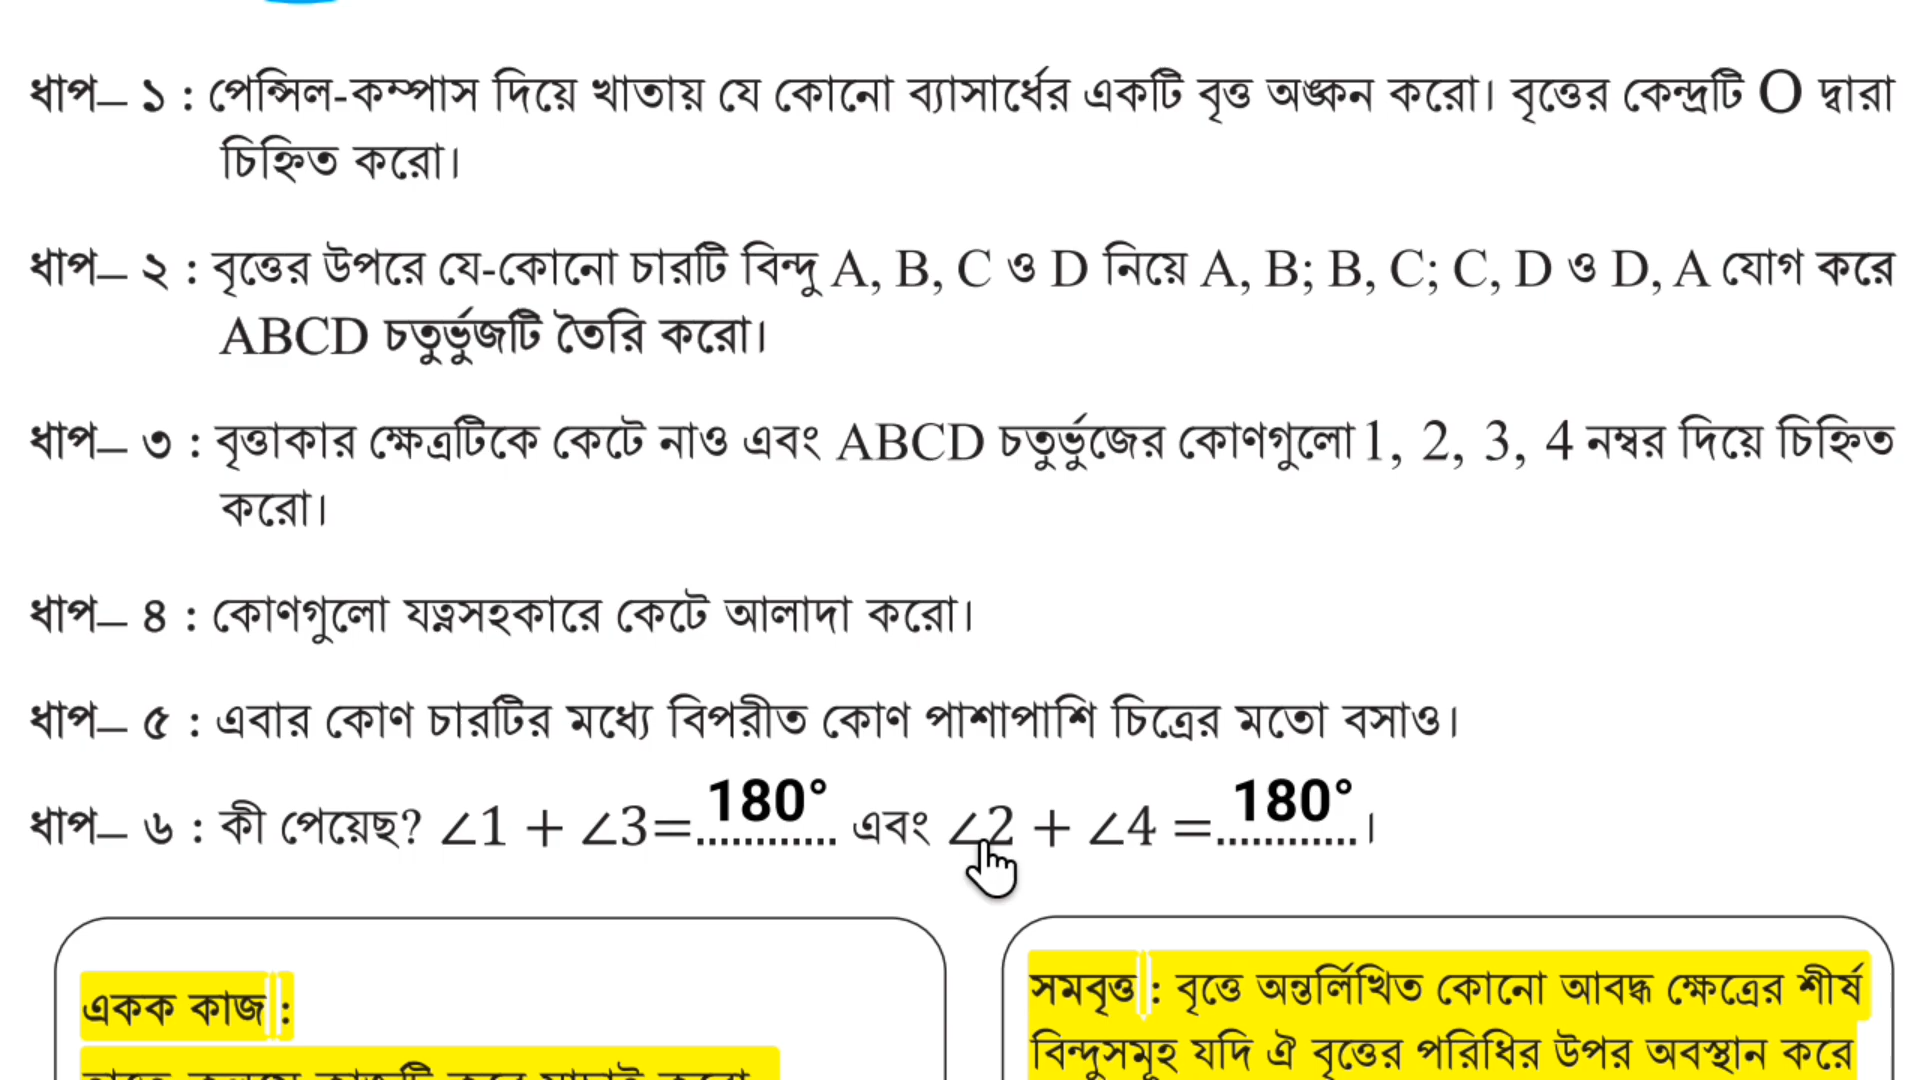 ধাপ– ১ : পেন্সিল-কম্পাস দিয়ে খাতায় যে কোনো ব্যাসার্ধের একটি বৃত্ত অঙ্কন করো। বৃত্তের কেন্দ্রটি O দ্বারা
চিহ্নিত করো।
ধাপ– ২ : বৃত্তের উপরে যে-কোনো চারটি বিন্দু A, B, C ও D নিয়ে A, B; B, C; C, D ও D, A যোগ করে
ABCD চতুর্ভুজটি তৈরি করো।
ধাপ– ৩ : বৃত্তাকার ক্ষেত্রটিকে কেটে নাও এবং ABCD চতুর্ভুজের কোণগুলো 1, 2, 3, 4 নম্বর দিয়ে চিহ্নিত
করো।
ধাপ– ৪ : কোণগুলো যত্নসহকারে কেটে আলাদা করো।
ধাপ– ৫ : এবার কোণ চারটির মধ্যে বিপরীত কোণ পাশাপাশি চিত্রের মতো বসাও।
ধাপ– ৬ : কী পেয়েছ? ∠1 + ∠3=180°............ এবং ∠2 + ∠4 =180°............।
একক কাজ :
সমবৃত্ত : বৃত্তে অন্তর্লিখিত কোনো আবদ্ধ ক্ষেত্রের শীর্ষ
বিন্দুসমূহ যদি ঐ বৃত্তের পরিধির উপর অবস্থান করে